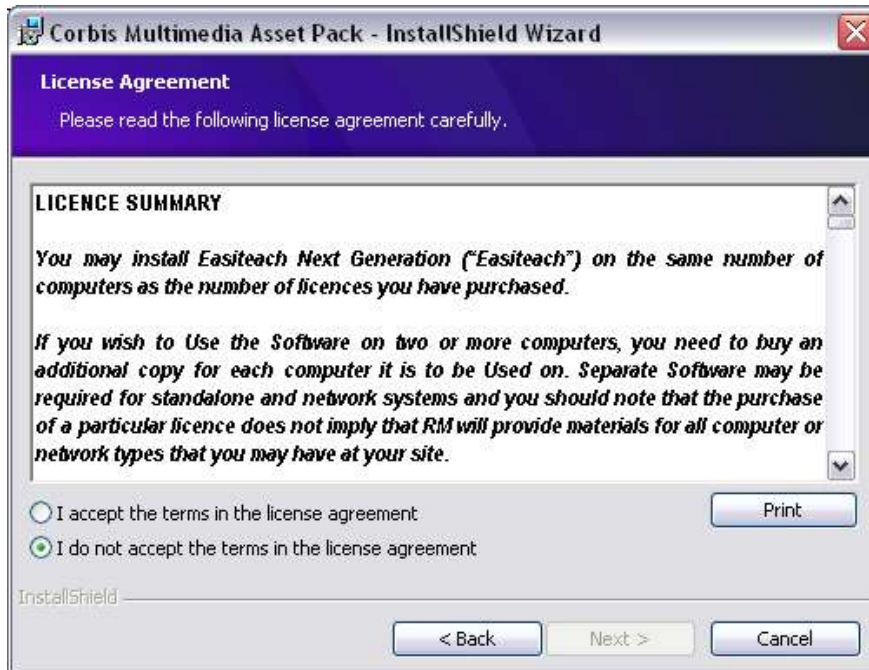 Corbis Multimedia Asset Pack - InstallShield Wizard
License Agreement
Please read the following license agreement carefully.
LICENCE SUMMARY
You may install Easiteach Next Generation ("Easiteach") on the same number of
computers as the number of licences you have purchased.
If you wish to Use the Software on two or more computers, you need to buy an
additional copy for each computer it is to be Used on. Separate Software may be
required for standalone and network systems and you should note that the purchase
of a particular licence does not imply that RM will provide materials for all computer or
network types that you may have at your site.
I accept the terms in the license agreement
Print
I do not accept the terms in the license agreement
InstallShield
< Back
Next >
Cancel